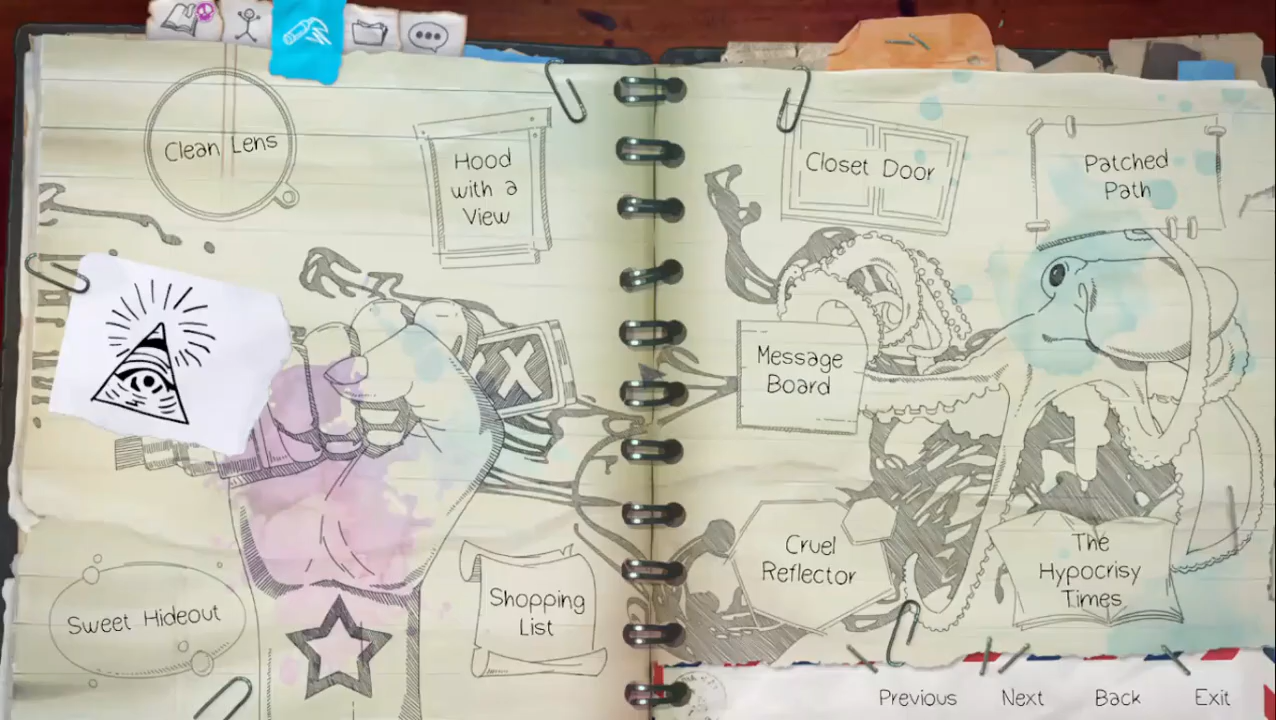 Clean Lens
Hood
with a
View
Closet Door
Patched
Path
Message
Board
Sweet Hideout
Shopping
List
Cruel
Reflector
The
Hypocrisy
Times
Previous
Next
Back
Exit